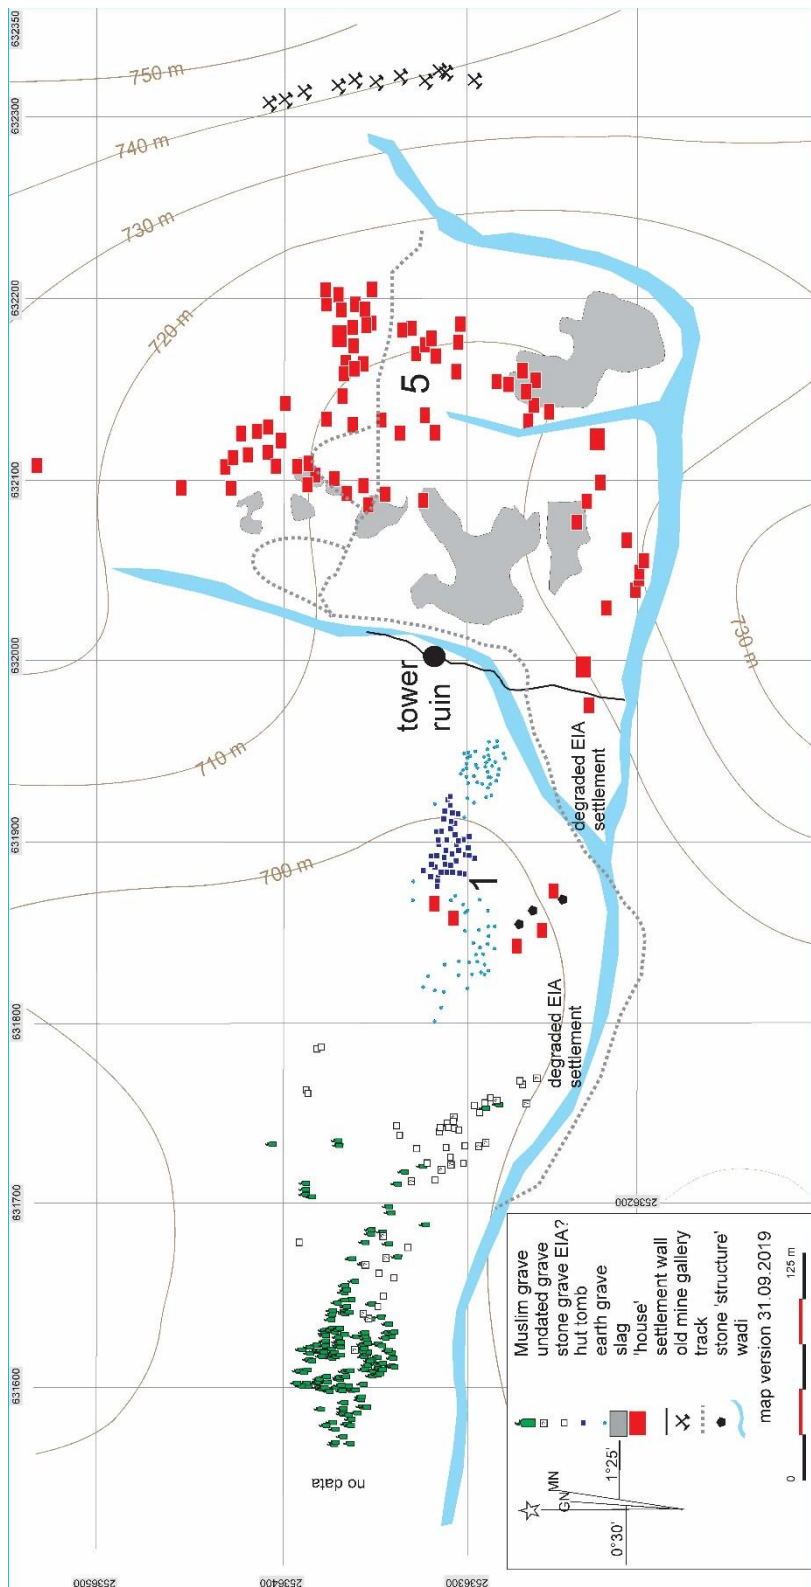 632350
632300
632200
632100
632000
631900
631800
631700
631600
2536500
2536400
2536300
2536200
750 m
740 m
730 m
720 m
710 m
700 m
730 m
5
1
tower
ruin
degraded EIA
settlement
degraded EIA
settlement
no data
Muslim grave
undated grave
stone grave EIA?
hut tomb
earth grave
slag
'house'
settlement wall
old mine gallery
track
stone 'structure'
wadi
map version 31.09.2019
MN
GN
1°25'
0°30'
0
125 m